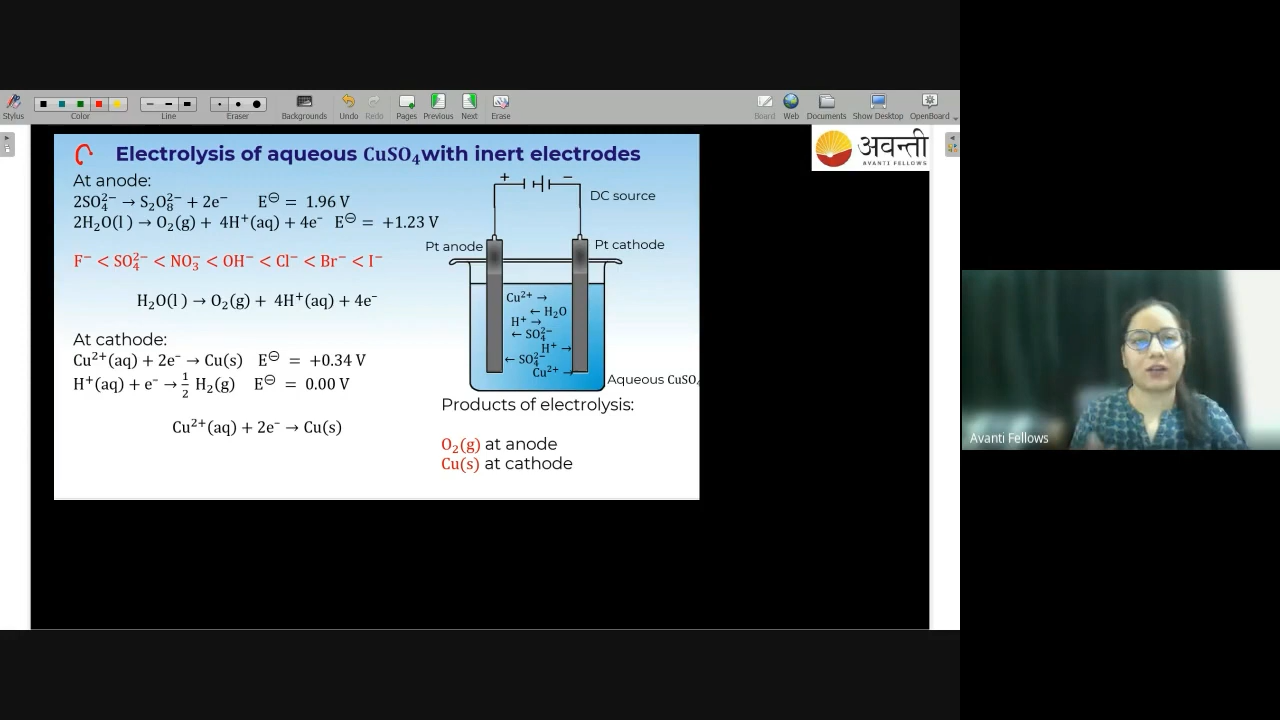 Stylus
Color
Line
Eraser
Backgrounds
Undo
Redo
Pages
Previous
Next
Erase
Board
Web
Documents
Show Desktop
OpenBoard
अवन्ती
AVANTI FELLOWS
Electrolysis of aqueous CuSO₄with inert electrodes
At anode:
2SO₄²⁻ → S₂O₈²⁻ + 2e⁻ E⊖ = 1.96 V
2H₂O(l ) → O₂(g) + 4H⁺(aq) + 4e⁻ E⊖ = +1.23 V
F⁻ < SO₄²⁻ < NO₃⁻ < OH⁻ < Cl⁻ < Br⁻ < I⁻
H₂O(l ) → O₂(g) + 4H⁺(aq) + 4e⁻
At cathode:
Cu²⁺(aq) + 2e⁻ → Cu(s) E⊖ = +0.34 V
H⁺(aq) + e⁻ → 1/2 H₂(g) E⊖ = 0.00 V
Cu²⁺(aq) + 2e⁻ → Cu(s)
+ −
DC source
Pt anode
Pt cathode
Cu²⁺ →
← H₂O
H⁺ →
← SO₄²⁻
H⁺ →
← SO₄²⁻
Cu²⁺ →
Aqueous CuSO₄
Products of electrolysis:
O₂(g) at anode
Cu(s) at cathode
Avanti Fellows